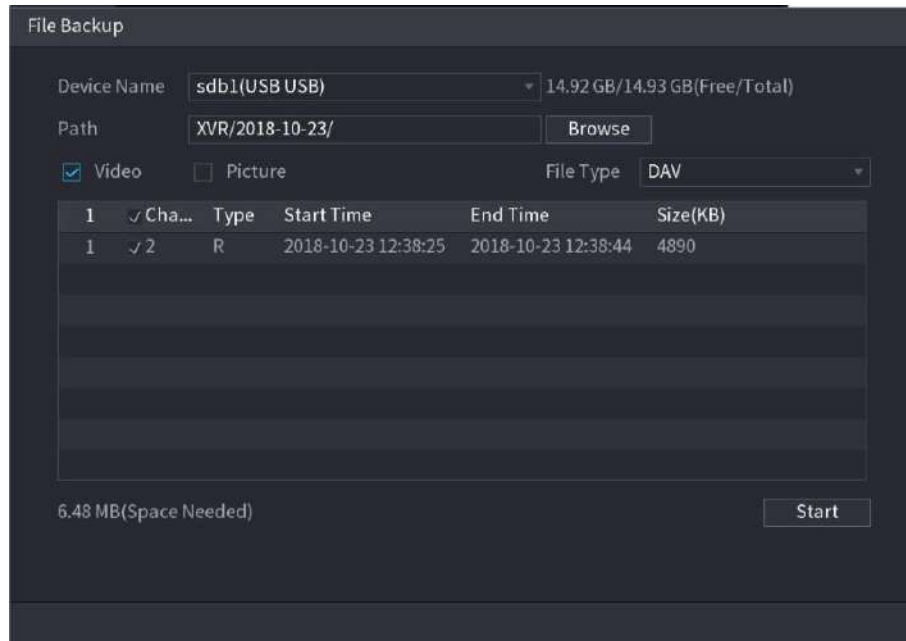 File Backup
Device Name sdb1(USB USB) 14.92 GB/14.93 GB(Free/Total)
Path XVR/2018-10-23/ Browse
Video Picture File Type DAV
1 Cha... Type Start Time End Time Size(KB)
1 2 R 2018-10-23 12:38:25 2018-10-23 12:38:44 4890
6.48 MB(Space Needed) Start